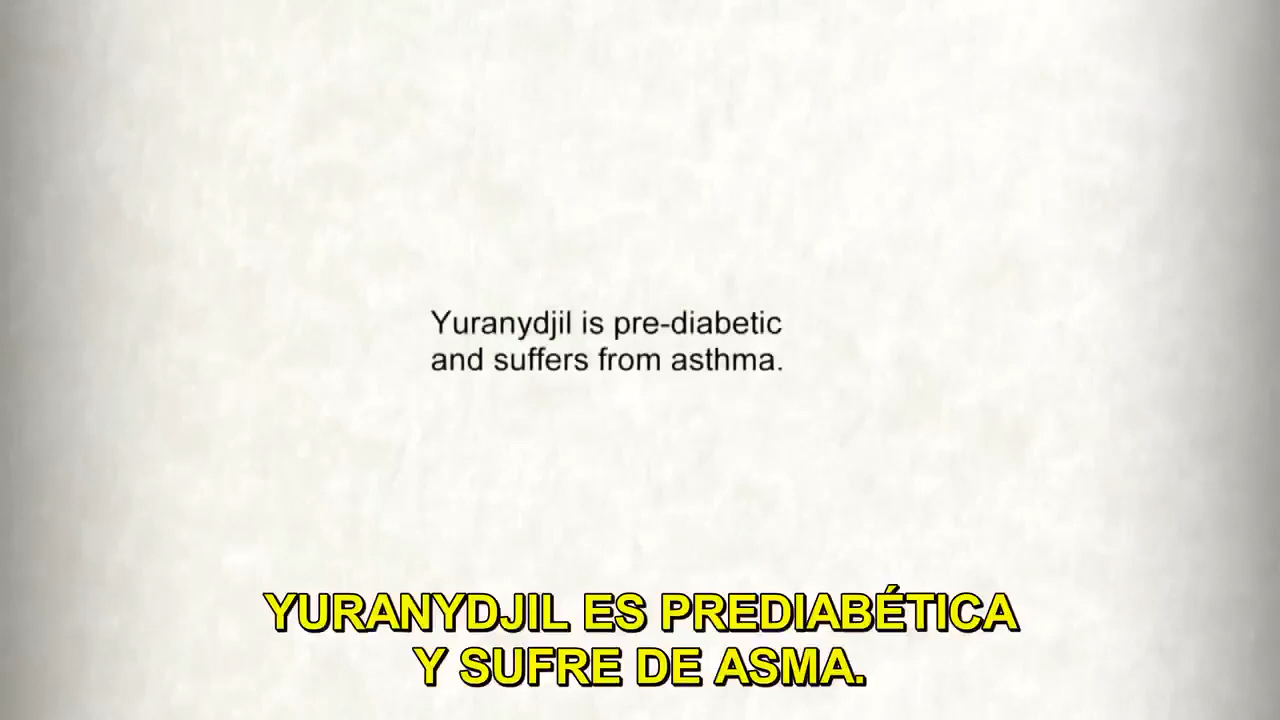 Yuranydjil is pre-diabetic
and suffers from asthma.
YURANYDJIL ES PREDIABÉTICA
Y SUFRE DE ASMA.